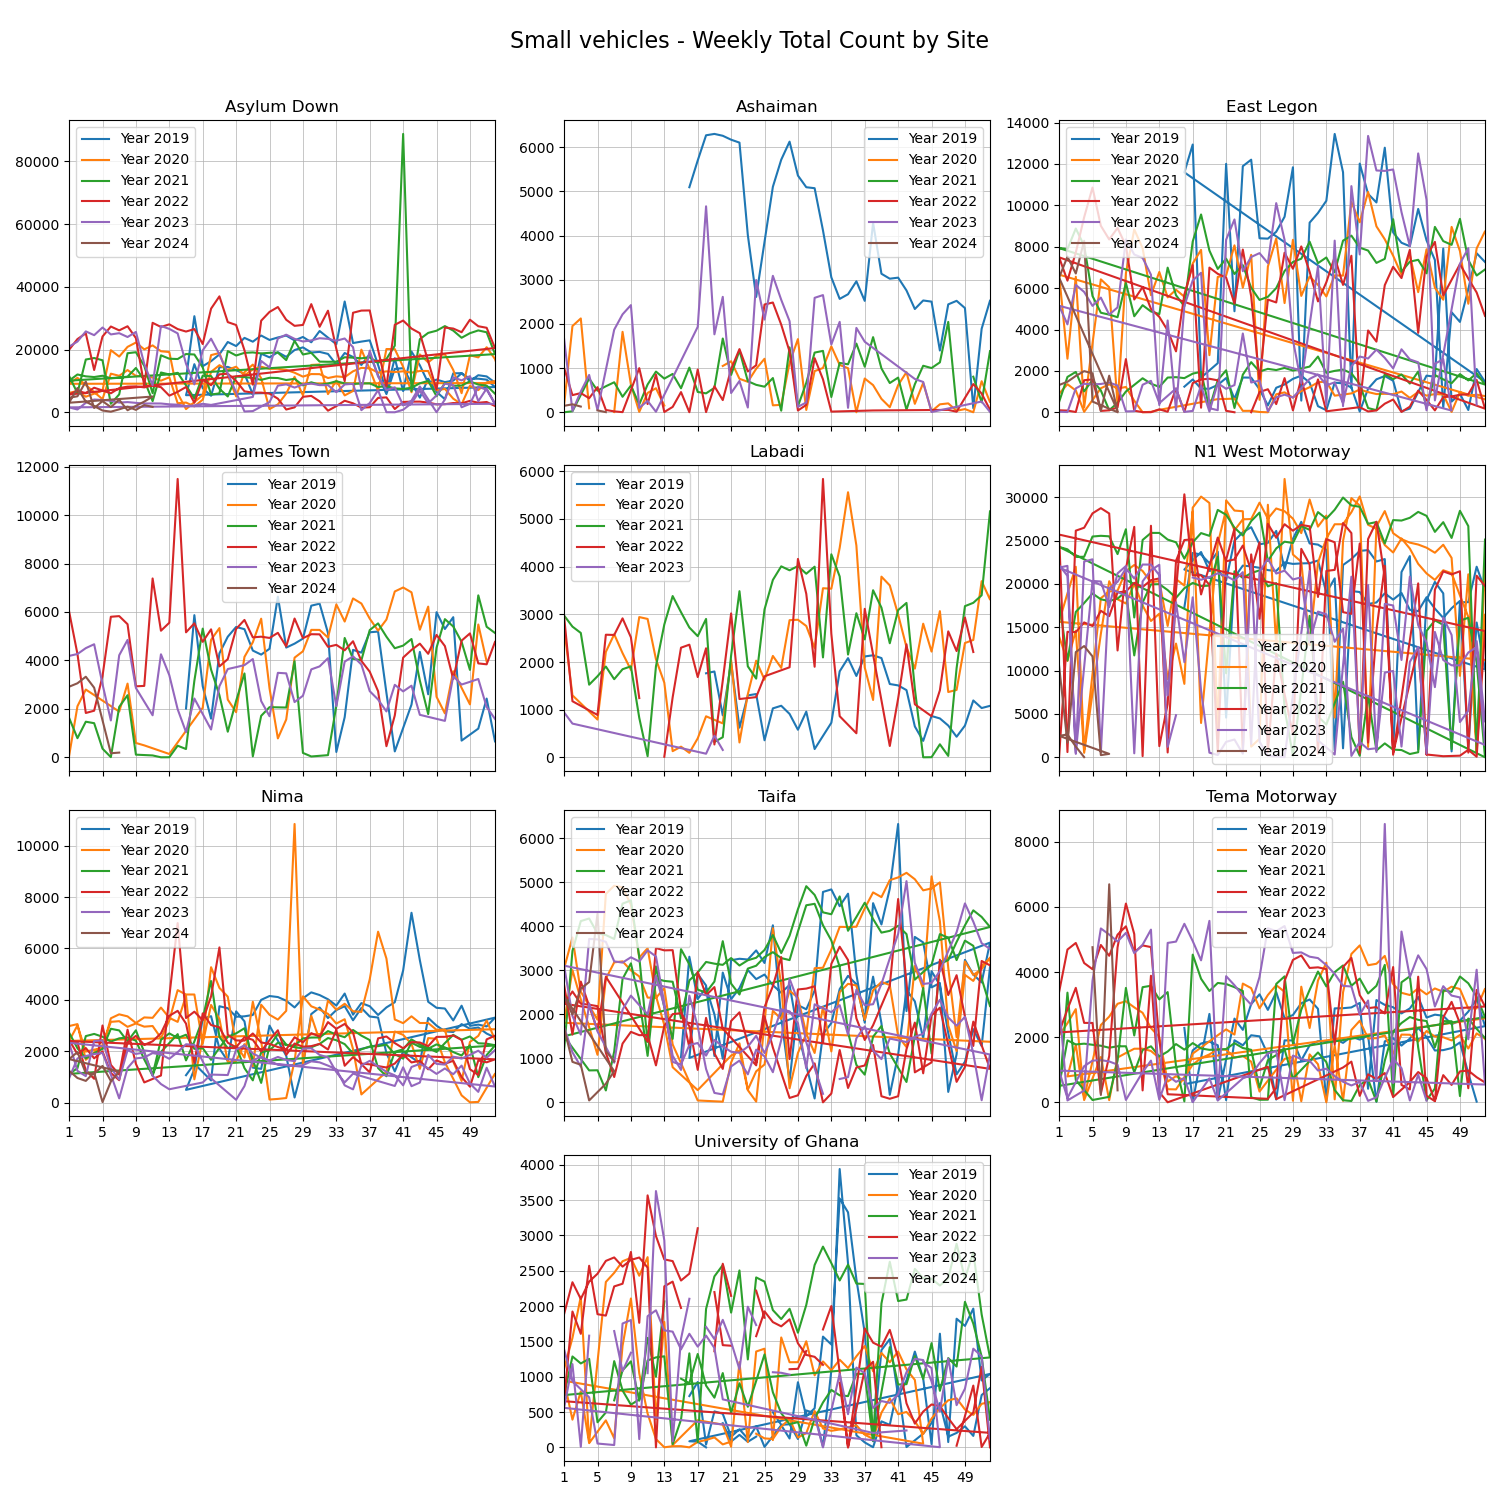 Small vehicles - Weekly Total Count by Site
Asylum Down
80000
60000
40000
20000
0
Year 2019
Year 2020
Year 2021
Year 2022
Year 2023
Year 2024
Ashaiman
6000
5000
4000
3000
2000
1000
0
Year 2019
Year 2020
Year 2021
Year 2022
Year 2023
Year 2024
East Legon
14000
12000
10000
8000
6000
4000
2000
0
Year 2019
Year 2020
Year 2021
Year 2022
Year 2023
Year 2024
James Town
12000
10000
8000
6000
4000
2000
0
Year 2019
Year 2020
Year 2021
Year 2022
Year 2023
Year 2024
Labadi
6000
5000
4000
3000
2000
1000
0
Year 2019
Year 2020
Year 2021
Year 2022
Year 2023
N1 West Motorway
30000
25000
20000
15000
10000
5000
0
Year 2019
Year 2020
Year 2021
Year 2022
Year 2023
Year 2024
Nima
10000
8000
6000
4000
2000
0
Year 2019
Year 2020
Year 2021
Year 2022
Year 2023
Year 2024
1 5 9 13 17 21 25 29 33 37 41 45 49
Taifa
6000
5000
4000
3000
2000
1000
0
Year 2019
Year 2020
Year 2021
Year 2022
Year 2023
Year 2024
Tema Motorway
8000
6000
4000
2000
0
Year 2019
Year 2020
Year 2021
Year 2022
Year 2023
Year 2024
1 5 9 13 17 21 25 29 33 37 41 45 49
University of Ghana
4000
3500
3000
2500
2000
1500
1000
500
0
Year 2019
Year 2020
Year 2021
Year 2022
Year 2023
Year 2024
1 5 9 13 17 21 25 29 33 37 41 45 49